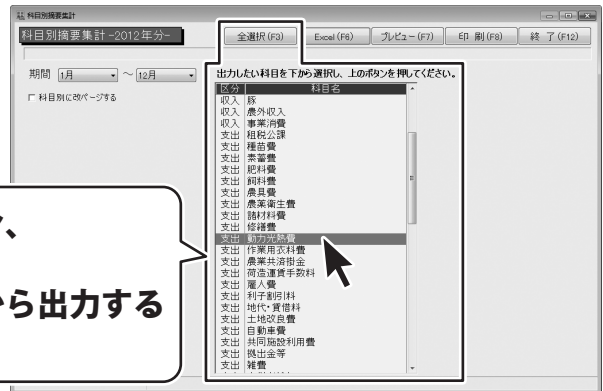 科目別摘要集計
科目別摘要集計-2012年分-
全選択(F3)
Excel(F6)
プレビュー(F7)
印 刷(F8)
終 了(F12)
期間 1月 ～ 12月
科目別に改ページする
出力したい科目を下から選択し、上のボタンを押してください。
区分 科目名
収入 豚
収入 農外収入
収入 事業消費
支出 租税公課
支出 種苗費
支出 素畜費
支出 肥料費
支出 飼料費
支出 農具費
支出 農薬衛生費
支出 諸材料費
支出 修繕費
支出 動力光熱費
支出 作業用衣料費
支出 農業共済掛金
支出 荷造運賃手数料
支出 雇人費
支出 利子割引料
支出 地代・賃借料
支出 土地改良費
支出 自動車費
支出 共同施設利用費
支出 拠出金等
支出 雑費
から出力する